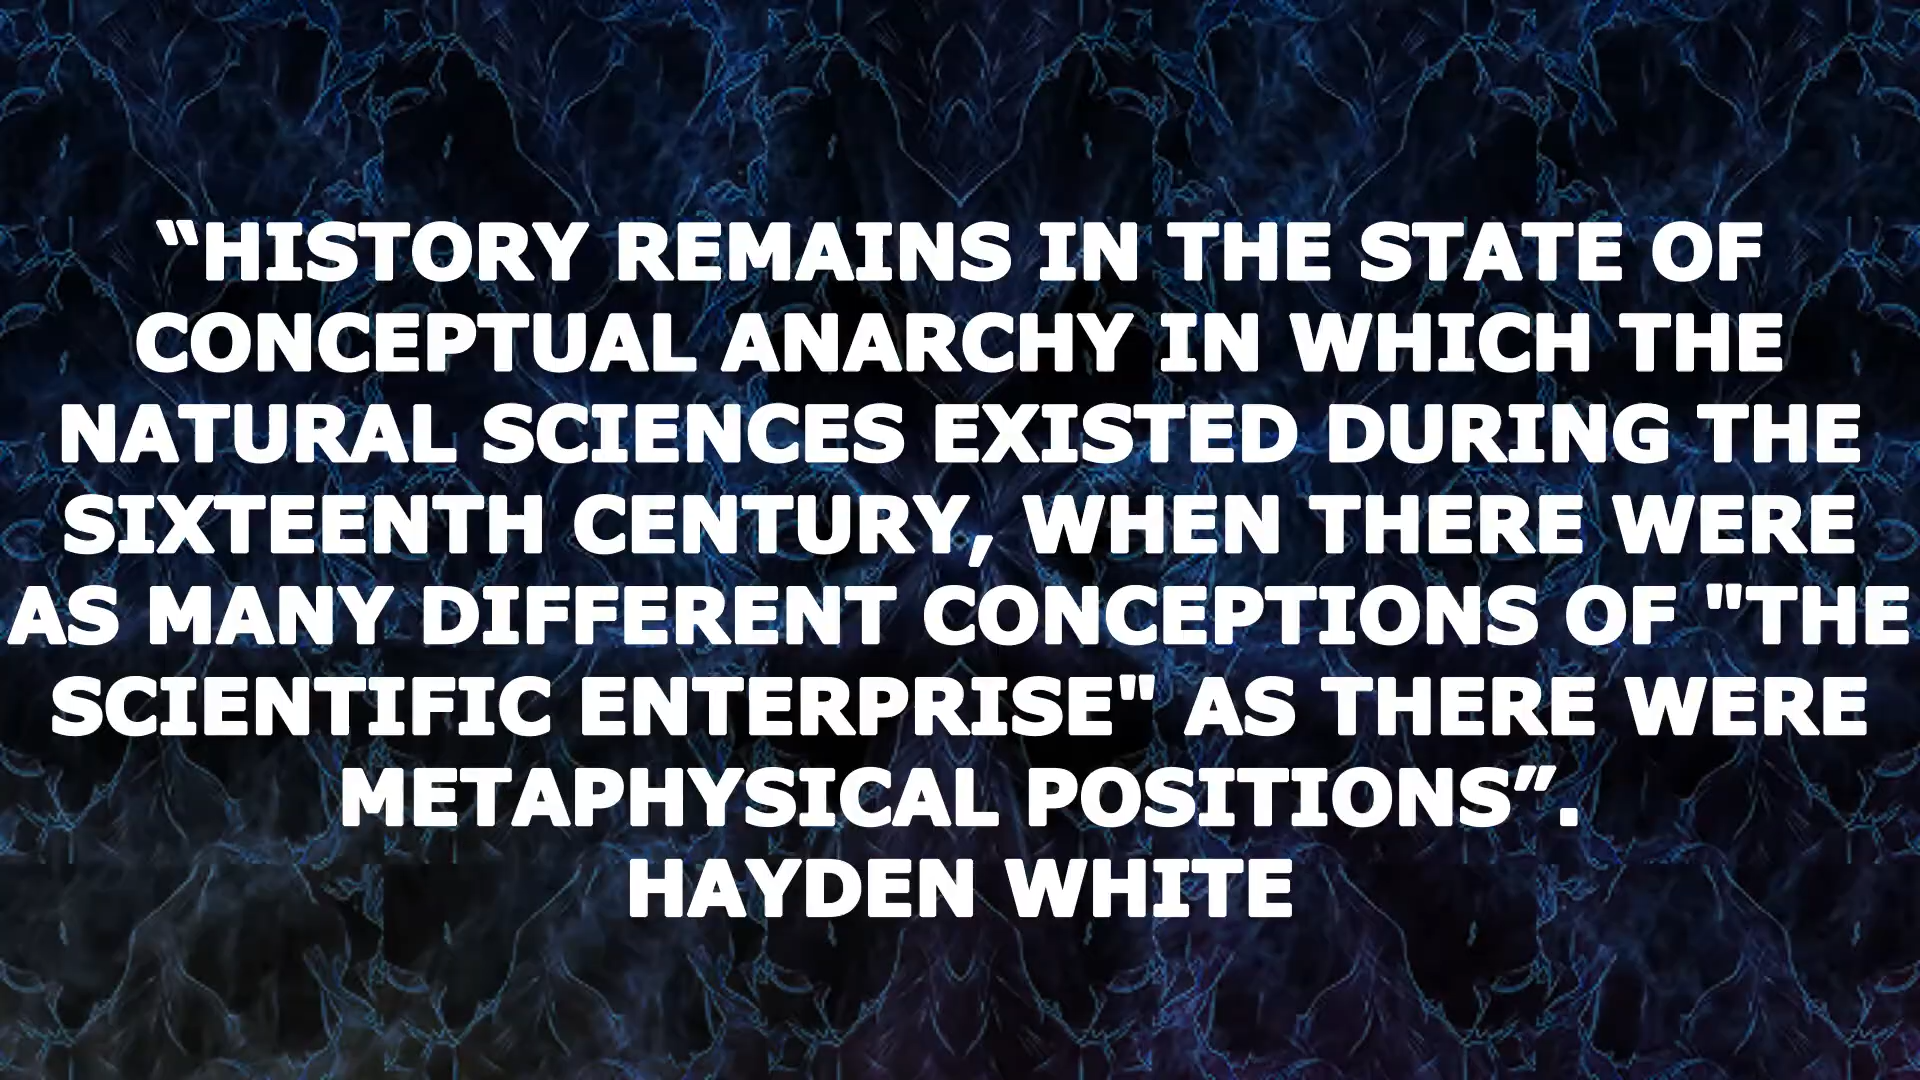 “HISTORY REMAINS IN THE STATE OF
CONCEPTUAL ANARCHY IN WHICH THE
NATURAL SCIENCES EXISTED DURING THE
SIXTEENTH CENTURY, WHEN THERE WERE
AS MANY DIFFERENT CONCEPTIONS OF "THE
SCIENTIFIC ENTERPRISE" AS THERE WERE
METAPHYSICAL POSITIONS”.
HAYDEN WHITE